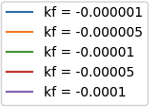 kf = -0.000001
kf = -0.000005
kf = -0.00001
kf = -0.00005
kf = -0.0001